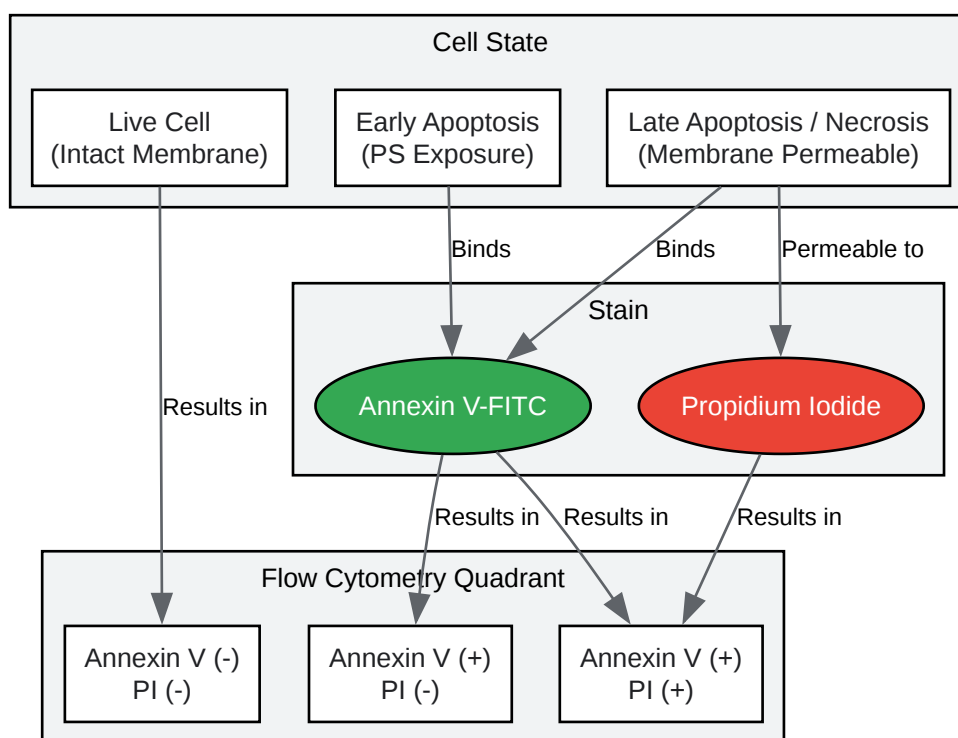 Cell State
Live Cell
(Intact Membrane)
Early Apoptosis
(PS Exposure)
Late Apoptosis / Necrosis
(Membrane Permeable)
Binds
Binds
Permeable to
Stain
Annexin V-FITC
Propidium Iodide
Results in
Results in
Results in
Results in
Flow Cytometry Quadrant
Annexin V (-)
PI (-)
Annexin V (+)
PI (-)
Annexin V (+)
PI (+)